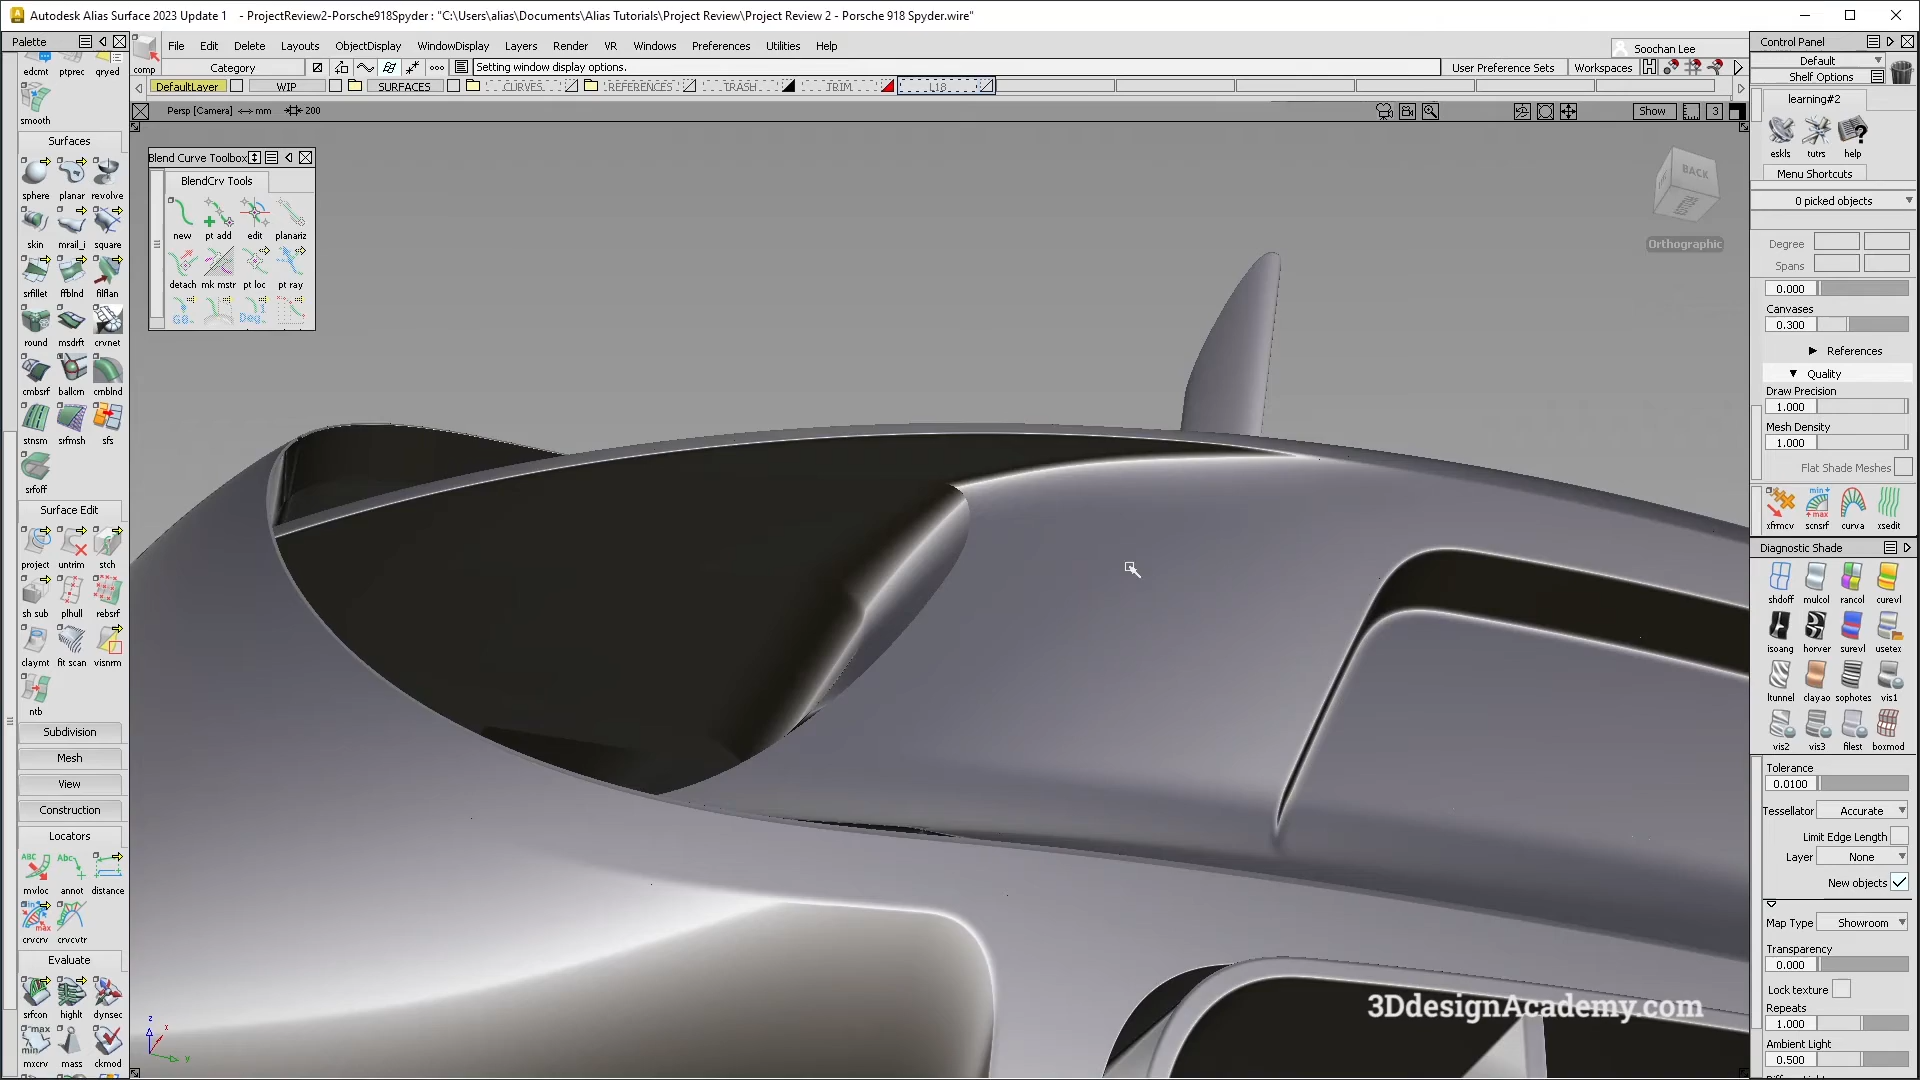 Autodesk Alias Surface 2023 Update 1 - ProjectReview2-Porsche918Spyder : "C:\Users\alias\Documents\Alias Tutorials\Project Review\Project Review 2 - Porsche 918 Spyder.wire"
Palette
comp
File Edit Delete Layouts ObjectDisplay WindowDisplay Layers Render VR Windows Preferences Utilities Help
Soochan Lee
Category
Setting window display options.
User Preference Sets
Workspaces
DefaultLayer
WIP
SURFACES
CURVES
REFERENCES
TRASH
TRIM
L18
Persp [Camera] mm 200
Show
3
edcmt ptprec qryed
smooth
Surfaces
sphere planar revolve
skin mrail_i square
srfillet ffblnd filflan
round msdrft crvnet
cmbsrf ballcrn crnblnd
stnsm srfmsh sfs
srfoff
Surface Edit
project untrim stch
sh sub plhull rebsrf
claymt fit scan visnrm
ntb
Subdivision
Mesh
View
Construction
Locators
mvloc annot distance
crvcrv crvcvtr
Evaluate
srfcon highlt dynsec
mxcrv mass ckmod
Blend Curve Toolbox
BlendCrv Tools
new pt add edit planariz
detach mk mstr pt loc pt ray
BACK
Orthographic
z
x
y
3DdesignAcademy.com
Control Panel
Default
Shelf Options
learning#2
eskls tutrs help
Menu Shortcuts
0 picked objects
Degree
Spans
0.000
Canvases
0.300
References
Quality
Draw Precision
1.000
Mesh Density
1.000
Flat Shade Meshes
xfrmcv scnsrf curva xsedit
Diagnostic Shade
shdoff mulcol rancol curevl
isoang horver surevl usetex
ltunnel clayao sophotes vis1
vis2 vis3 filest boxmod
Tolerance
0.0100
Tessellator Accurate
Limit Edge Length
Layer None
New objects
Map Type Showroom
Transparency
0.000
Lock texture
Repeats
1.000
Ambient Light
0.500